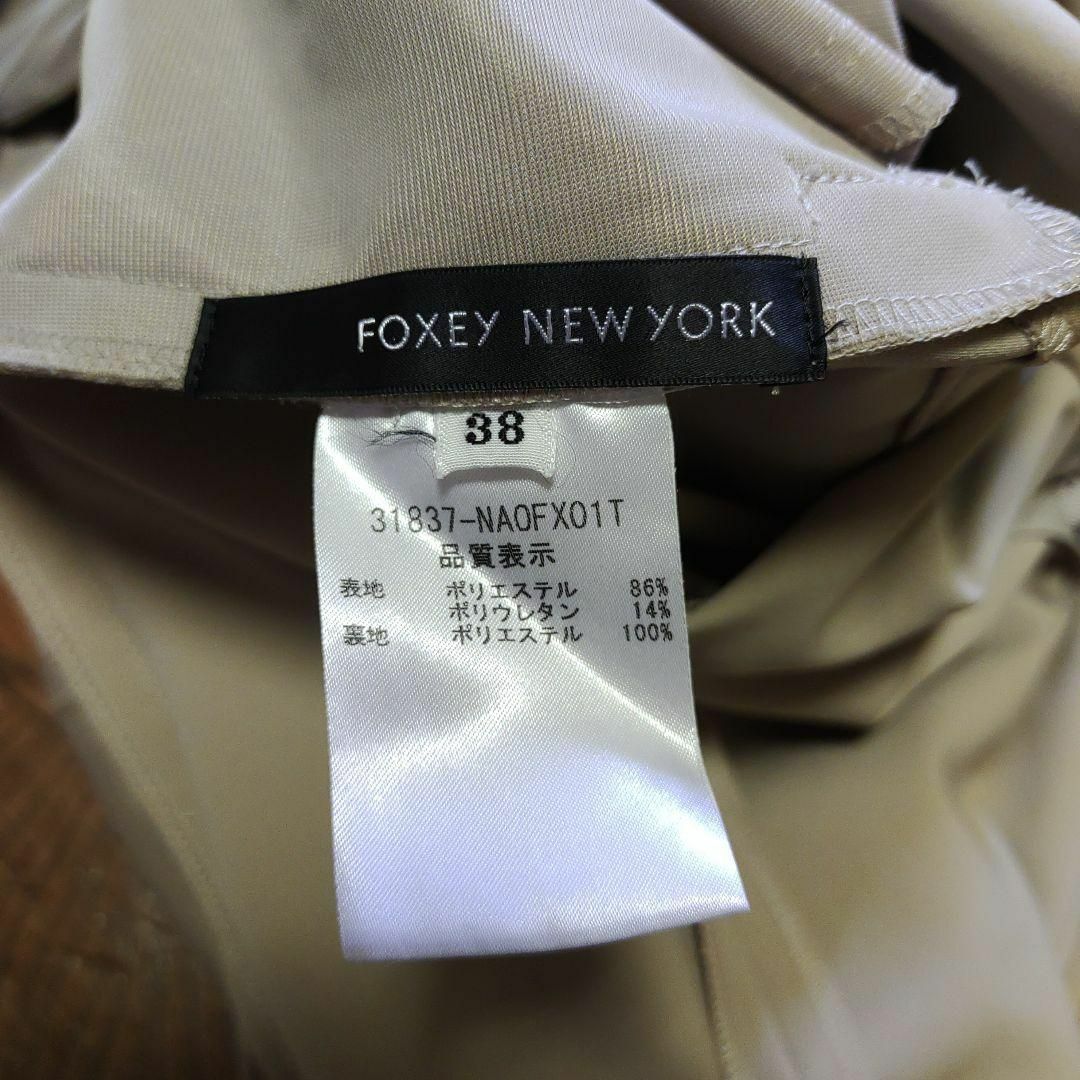 FOXEY NEW YORK
38
31837-NAOFX01T
品質表示
表地 ポリエステル 86%
ポリウレタン 14%
裏地 ポリエステル 100%